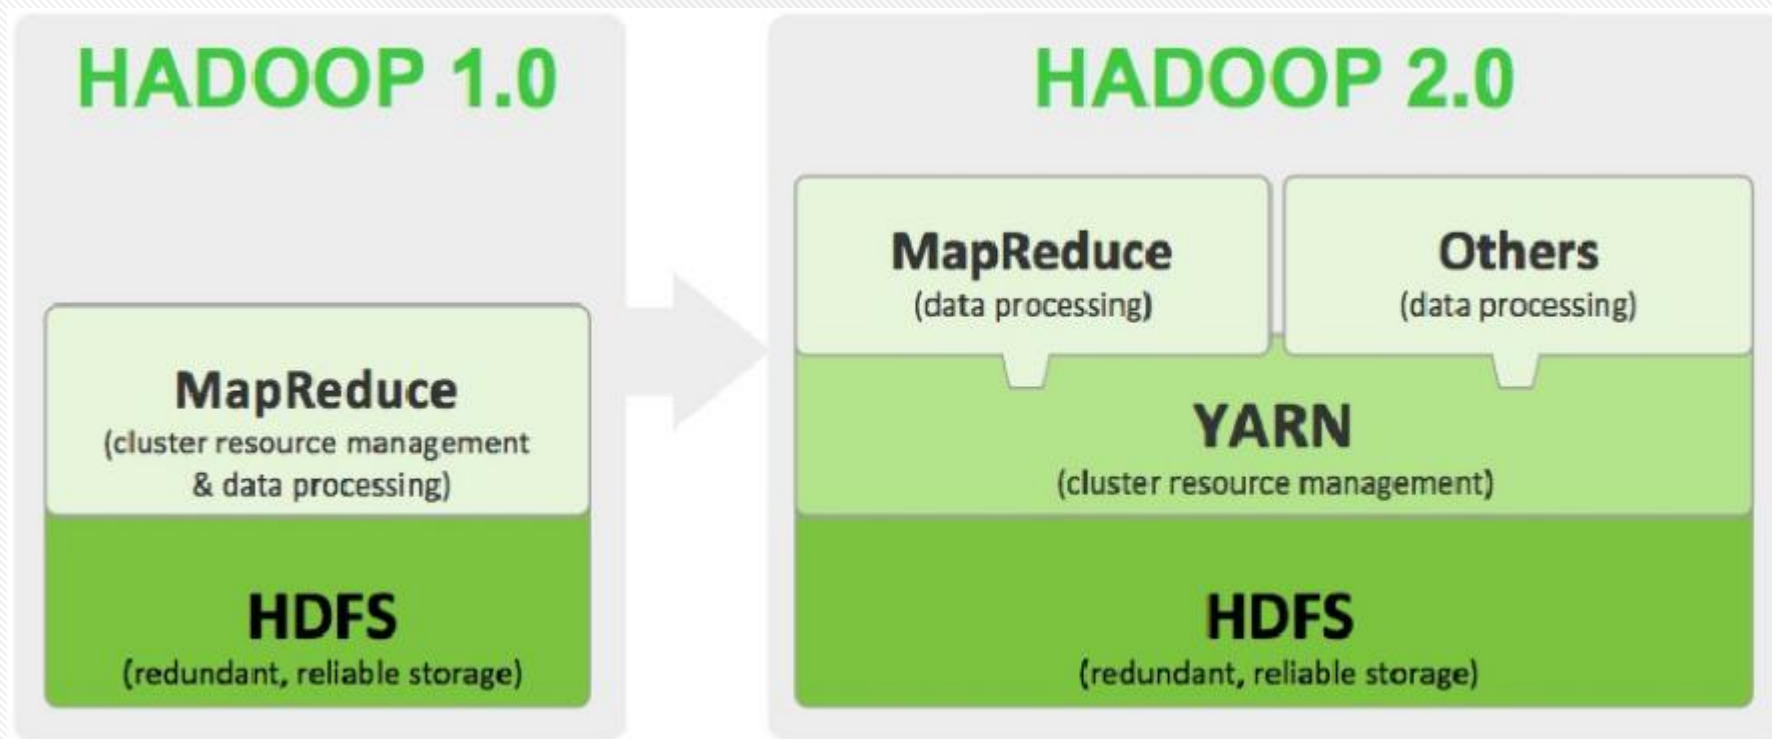 HADOOP 1.0
MapReduce
(cluster resource management
& data processing)
HDFS
(redundant, reliable storage)
HADOOP 2.0
MapReduce
(data processing)
Others
(data processing)
YARN
(cluster resource management)
HDFS
(redundant, reliable storage)